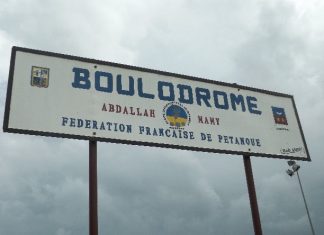 BOULODROME
ABDALLAH MAMY
FEDERATION FRANCAISE DE PETANQUE